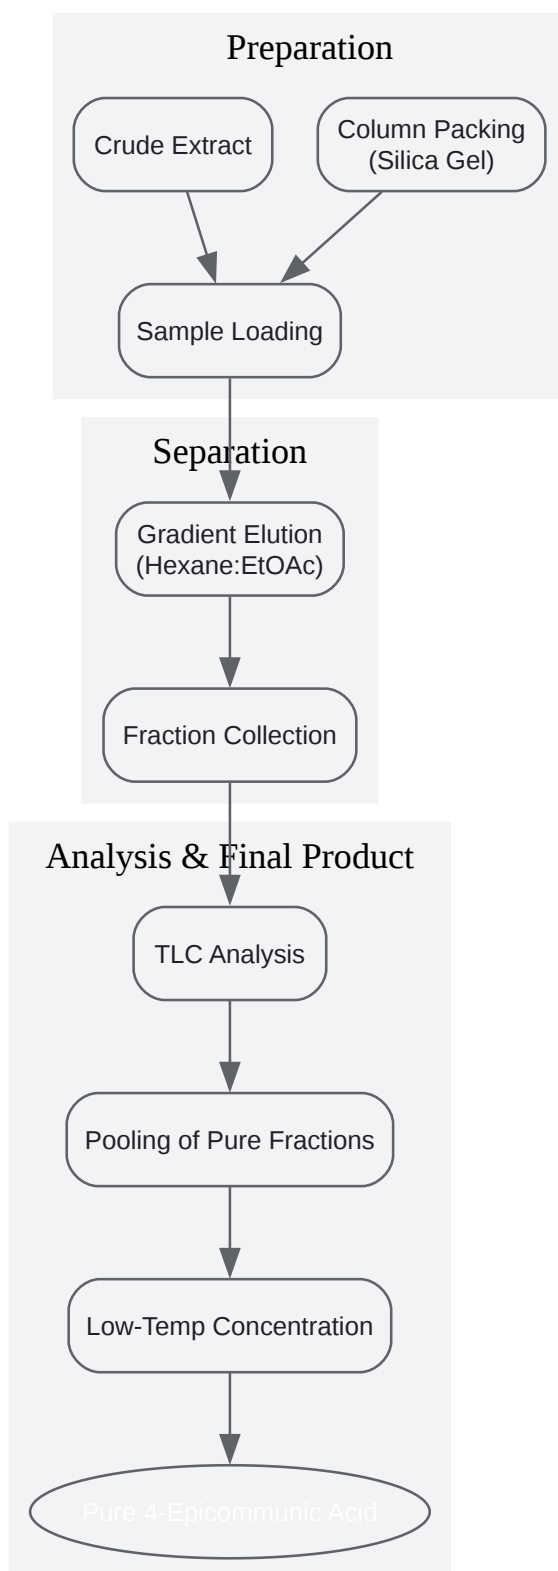 Preparation
Crude Extract
Column Packing
(Silica Gel)
Sample Loading
Separation
Gradient Elution
(Hexane:EtOAc)
Fraction Collection
Analysis & Final Product
TLC Analysis
Pooling of Pure Fractions
Low-Temp Concentration
Pure 4-Epicommunic Acid